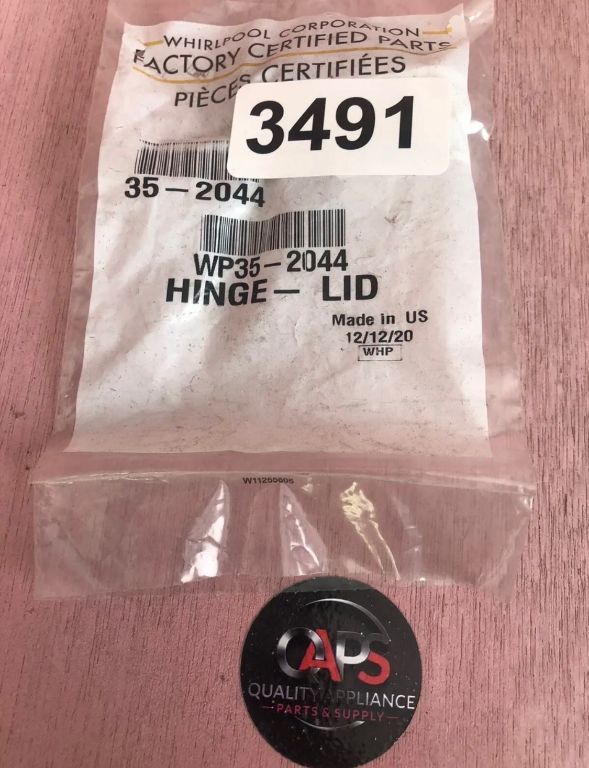 WHIRLPOOL CORPORATION
FACTORY CERTIFIED PARTS
PIÈCES CERTIFIÉES
3491
35-2044
WP35-2044
HINGE- LID
Made in US
12/12/20
WHP
QAPS
QUALITY APPLIANCE
PARTS & SUPPLY